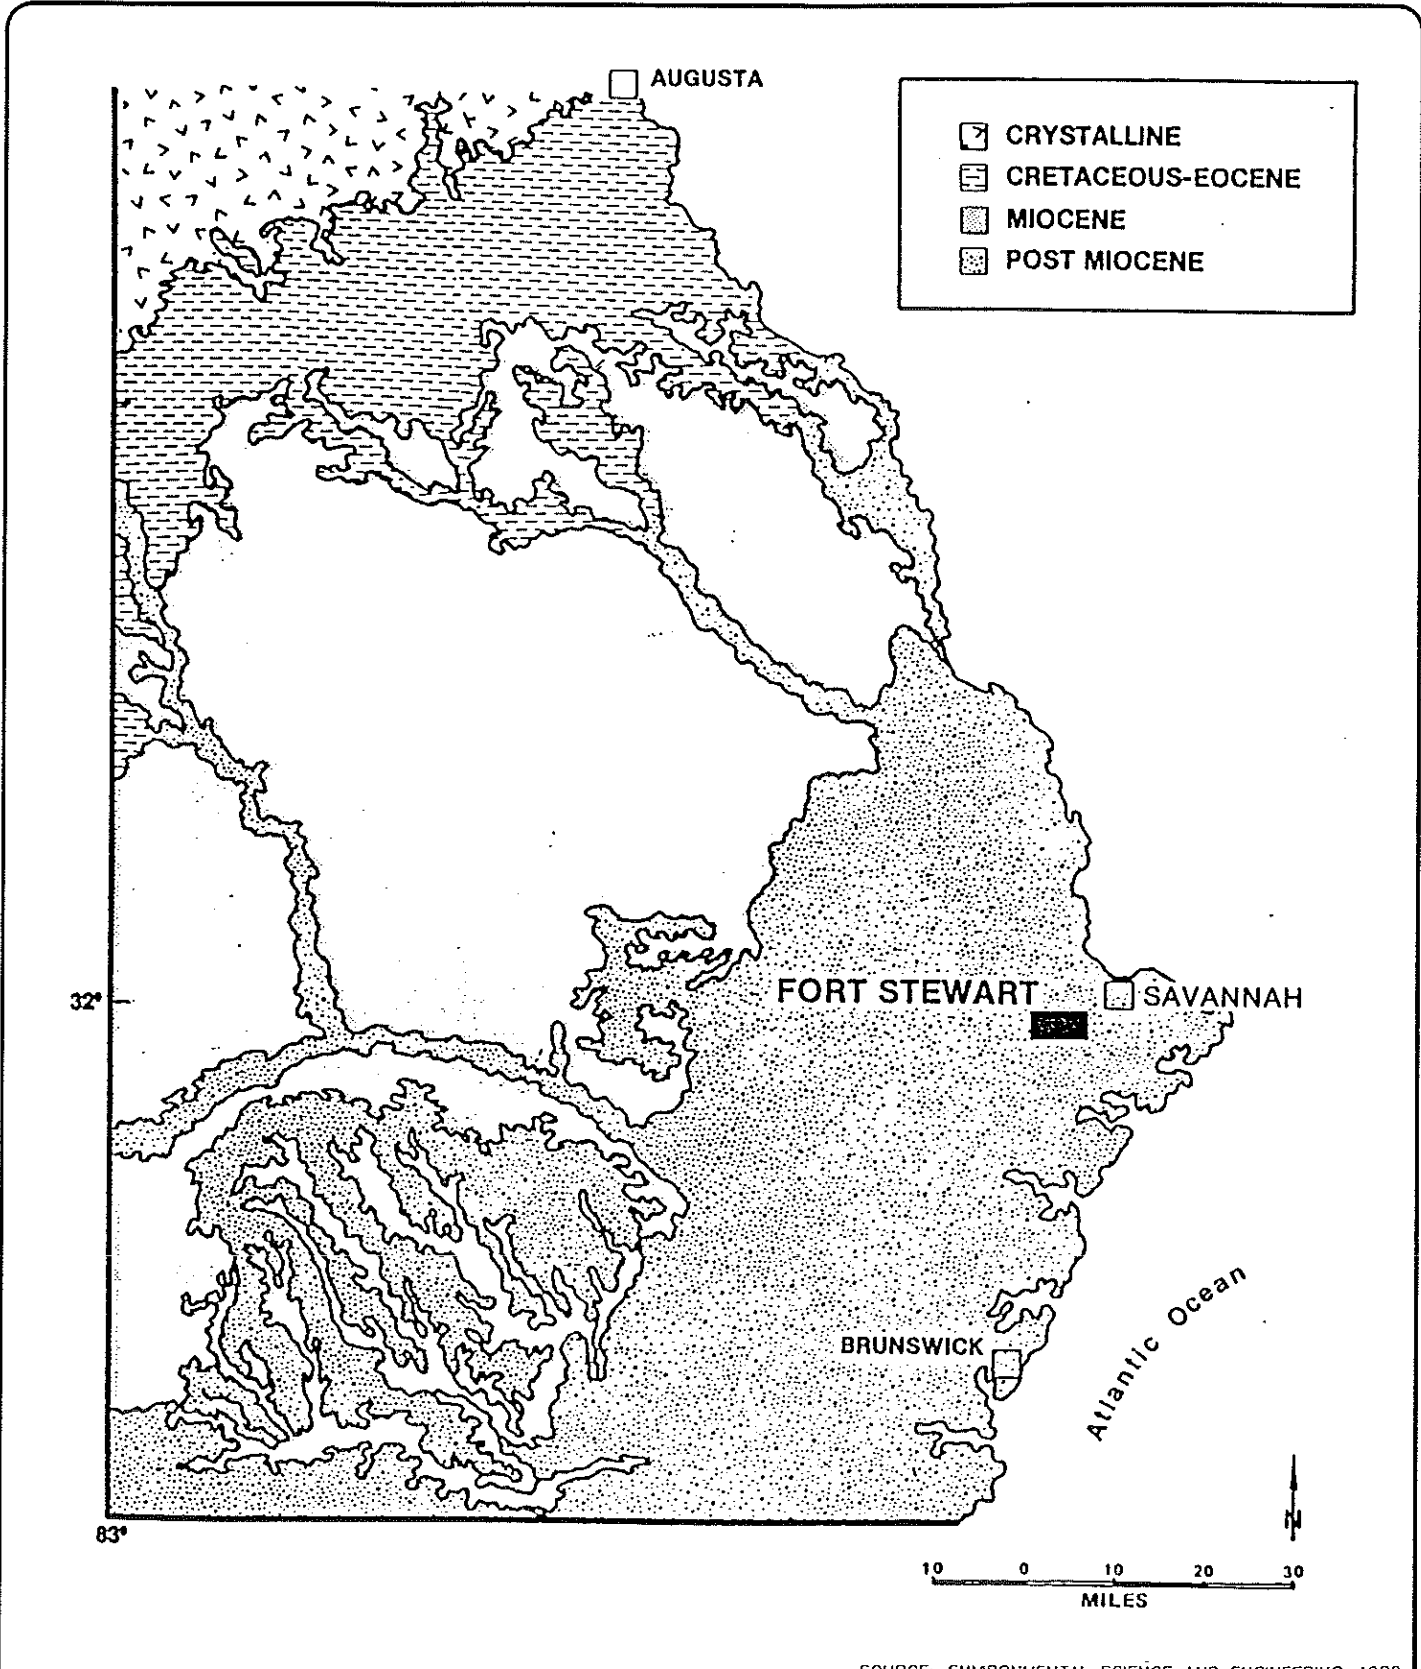 AUGUSTA
CRYSTALLINE
CRETACEOUS-EOCENE
MIOCENE
POST MIOCENE
32°
FORT STEWART
SAVANNAH
BRUNSWICK
Atlantic Ocean
N
83°
10 0 10 20 30
MILES